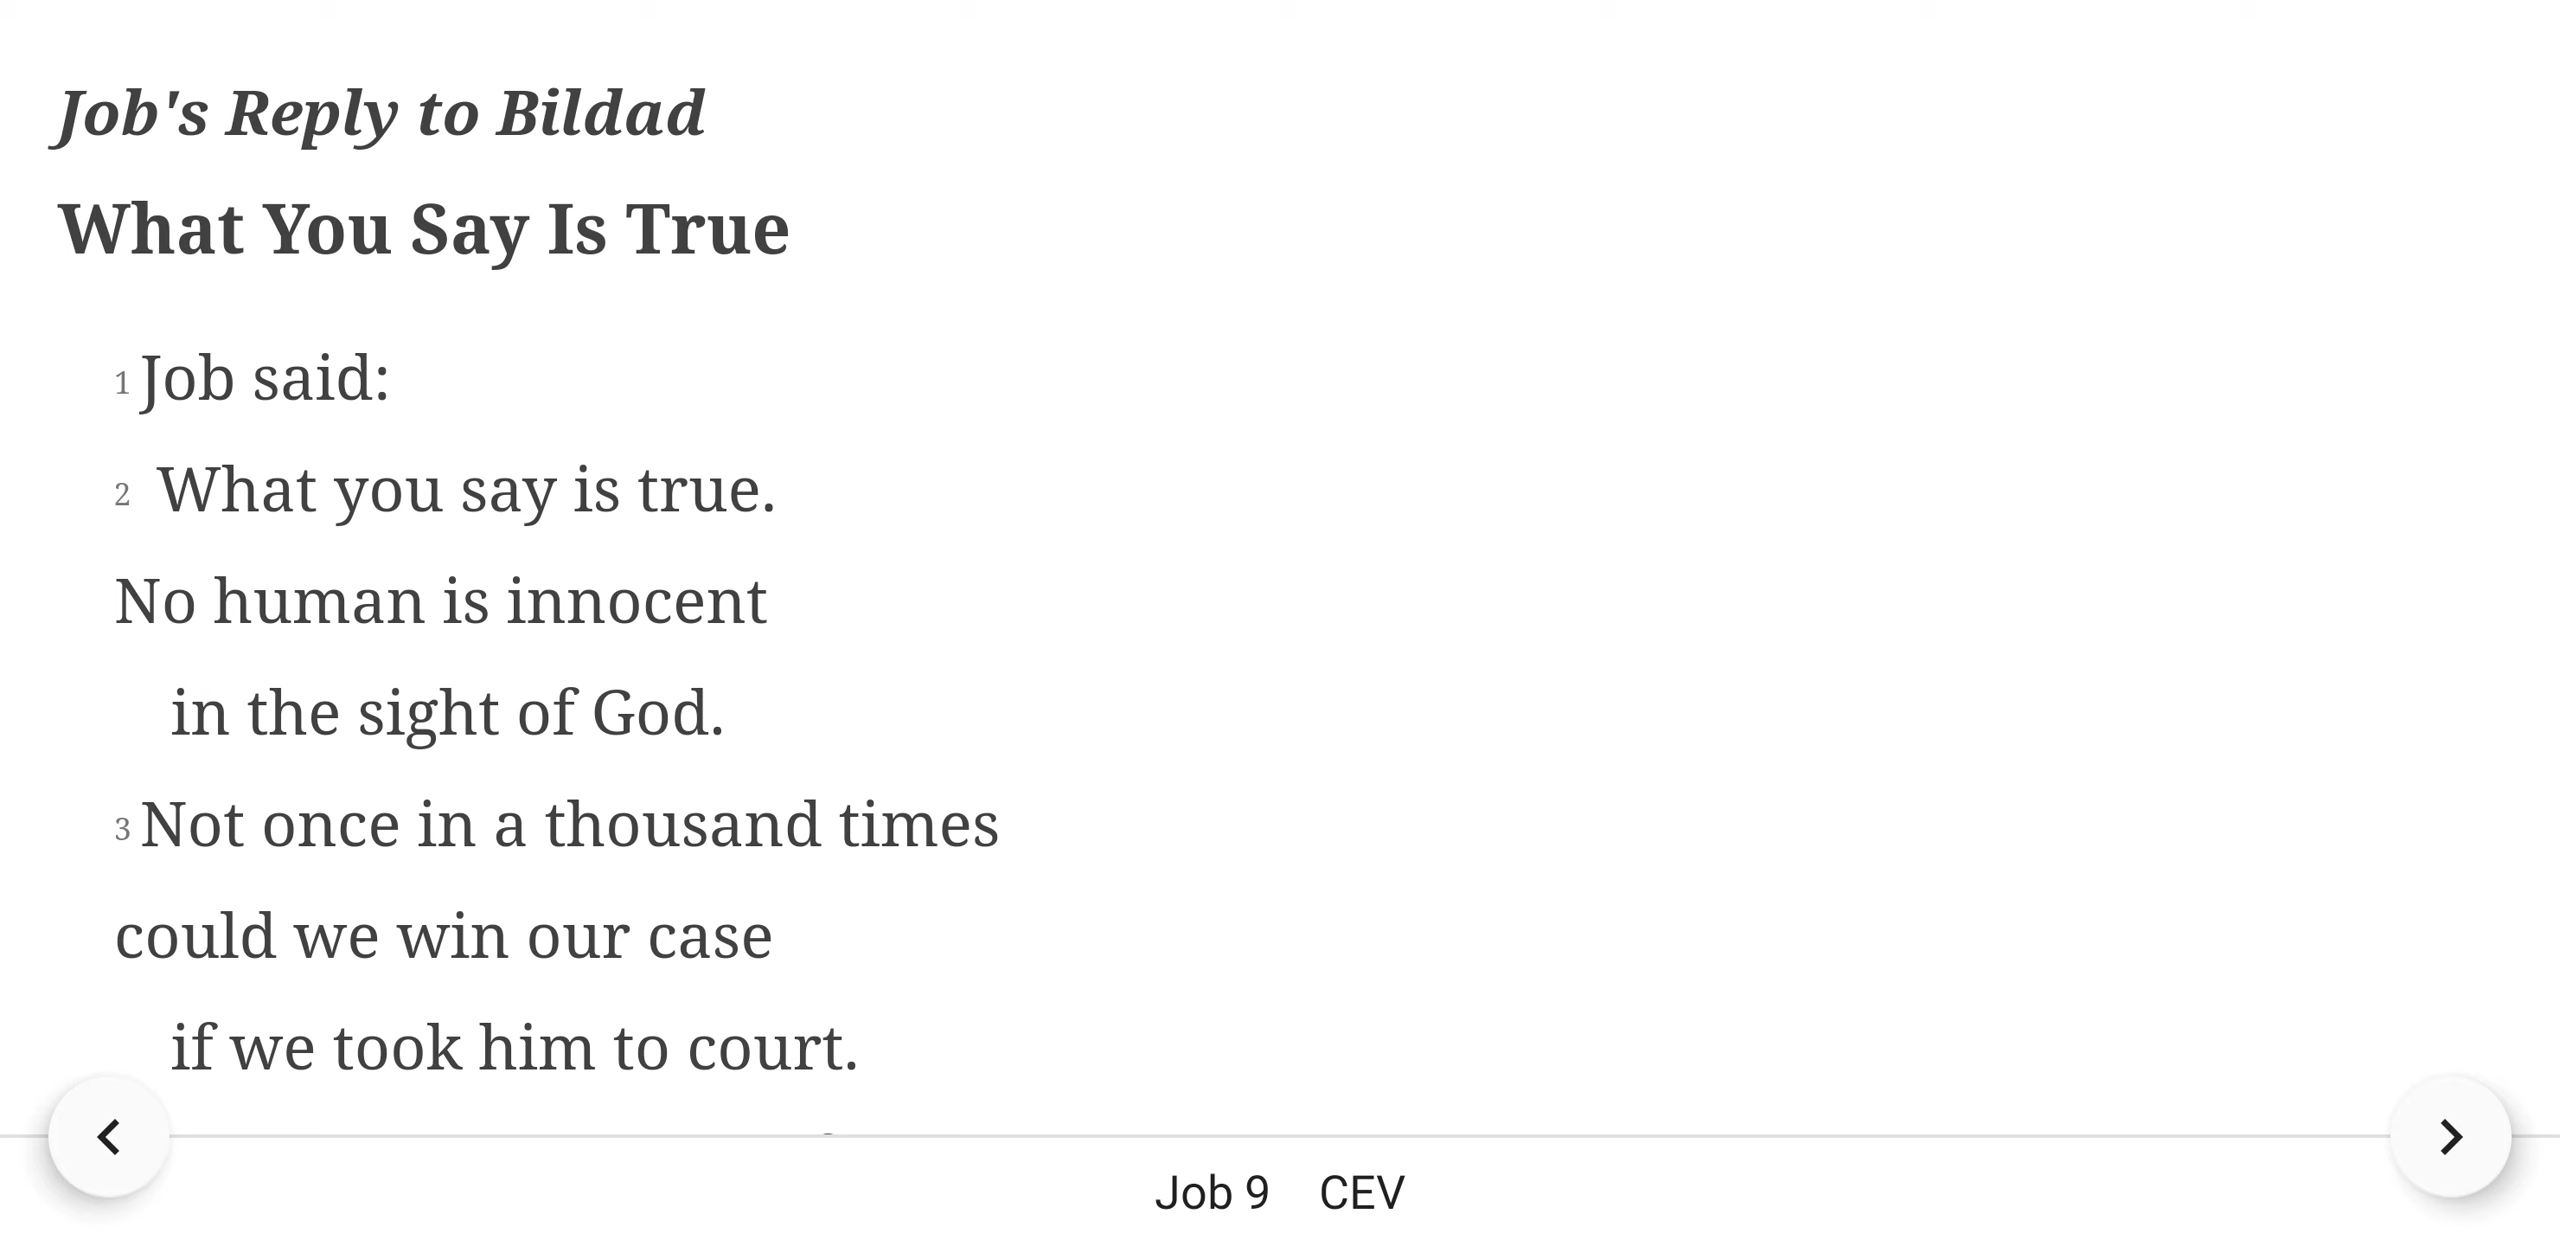 Job's Reply to Bildad
What You Say Is True
1 Job said:
2 What you say is true.
No human is innocent
in the sight of God.
3 Not once in a thousand times
could we win our case
if we took him to court.
Job 9 CEV